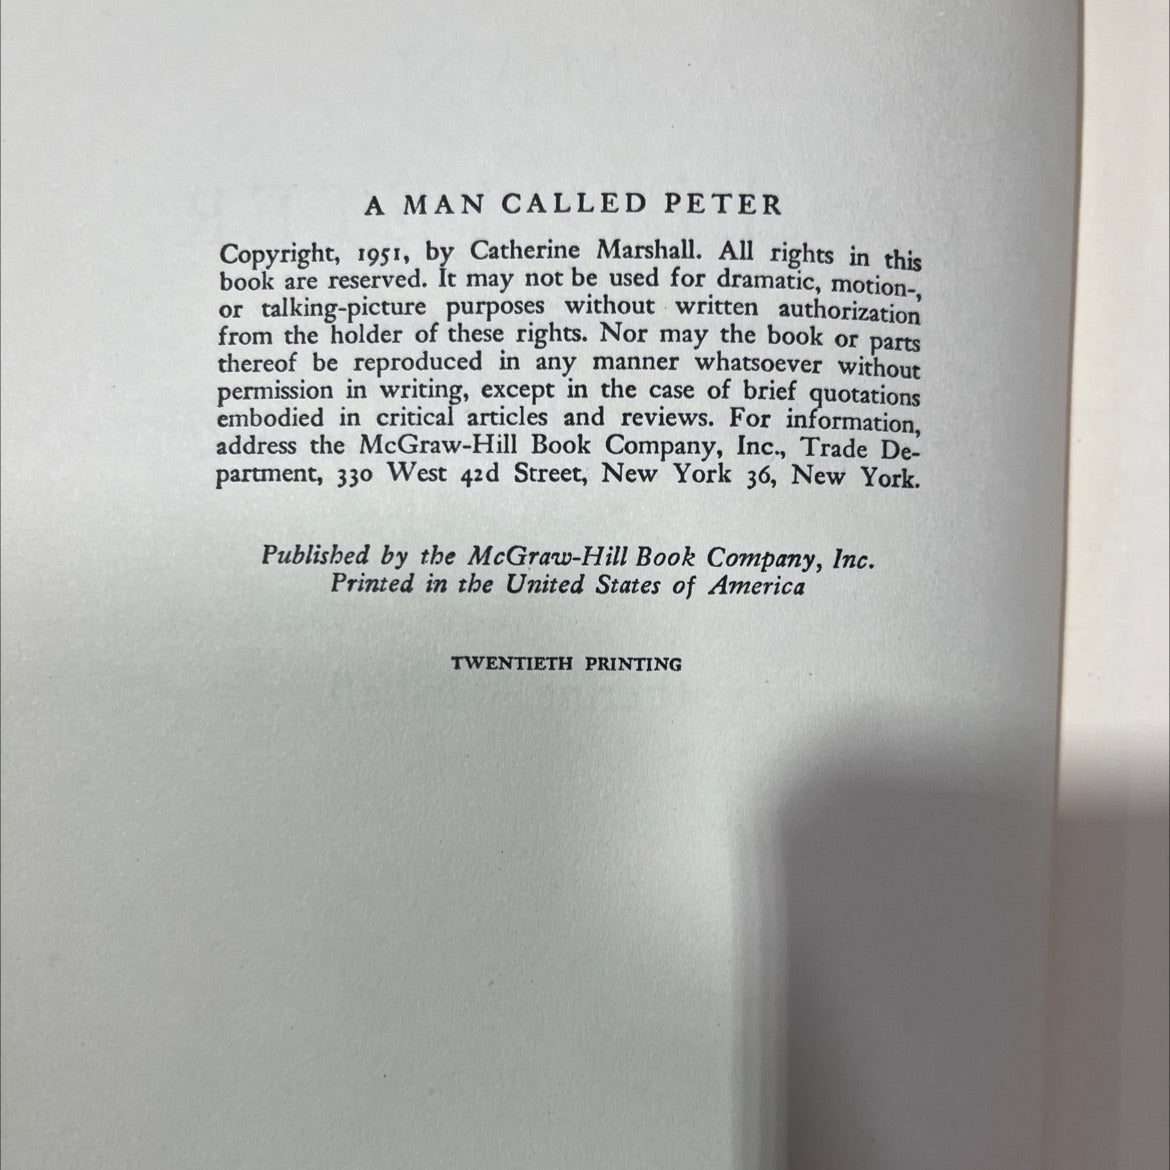 A MAN CALLED PETER
Copyright, 1951, by Catherine Marshall. All rights in this
book are reserved. It may not be used for dramatic, motion-,
or talking-picture purposes without written authorization
from the holder of these rights. Nor may the book or parts
thereof be reproduced in any manner whatsoever without
permission in writing, except in the case of brief quotations
embodied in critical articles and reviews. For information,
address the McGraw-Hill Book Company, Inc., Trade De-
partment, 330 West 42d Street, New York 36, New York.
Published by the McGraw-Hill Book Company, Inc.
Printed in the United States of America
TWENTIETH PRINTING